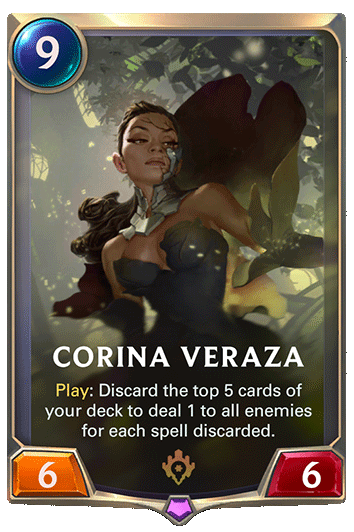 9
CORINA VERAZA
Play: Discard the top 5 cards of
your deck to deal 1 to all enemies
for each spell discarded.
6
6